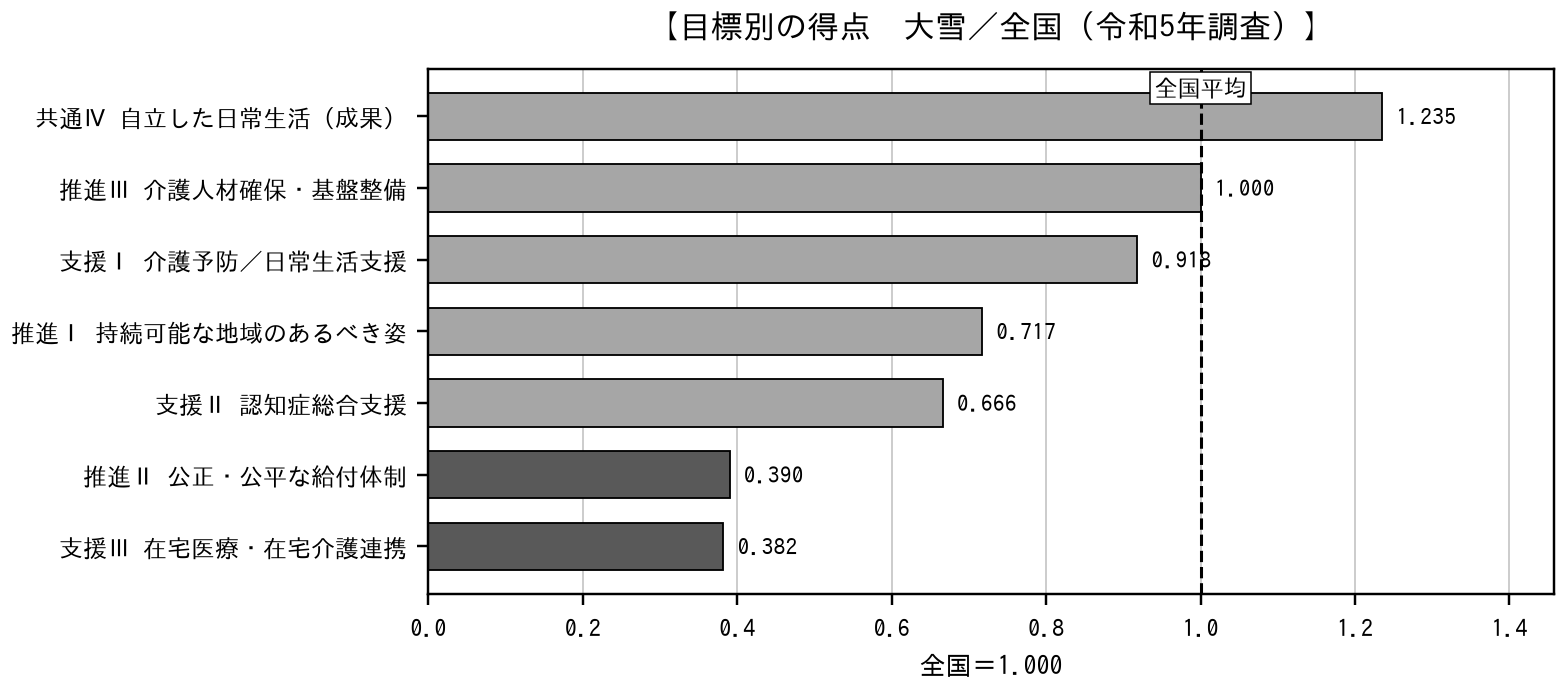 【目標別の得点　大雪／全国（令和5年調査）】
全国平均
共通Ⅳ 自立した日常生活（成果） 1.235
推進Ⅲ 介護人材確保・基盤整備 1.000
支援Ⅰ 介護予防／日常生活支援 0.918
推進Ⅰ 持続可能な地域のあるべき姿 0.717
支援Ⅱ 認知症総合支援 0.666
推進Ⅱ 公正・公平な給付体制 0.390
支援Ⅲ 在宅医療・在宅介護連携 0.382
0.0 0.2 0.4 0.6 0.8 1.0 1.2 1.4
全国＝1.000